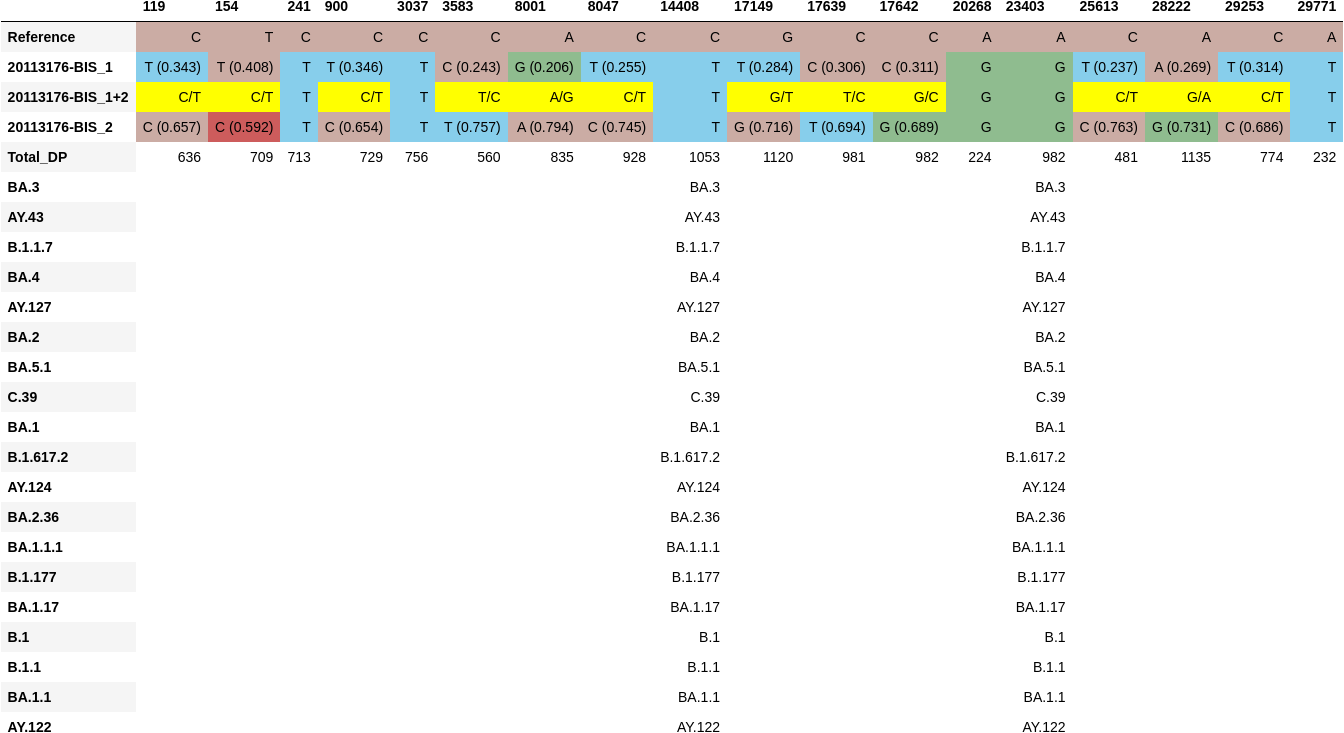 119 154 241 900 3037 3583 8001 8047 14408 17149 17639 17642 20268 23403 25613 28222 29253 29771
Reference C T C C C C A C C G C C A A C A C A
20113176-BIS_1 T (0.343) T (0.408) T T (0.346) T C (0.243) G (0.206) T (0.255) T T (0.284) C (0.306) C (0.311) G G T (0.237) A (0.269) T (0.314) T
20113176-BIS_1+2 C/T C/T T C/T T T/C A/G C/T T G/T T/C G/C G G C/T G/A C/T T
20113176-BIS_2 C (0.657) C (0.592) T C (0.654) T T (0.757) A (0.794) C (0.745) T G (0.716) T (0.694) G (0.689) G G C (0.763) G (0.731) C (0.686) T
Total_DP 636 709 713 729 756 560 835 928 1053 1120 981 982 224 982 481 1135 774 232
BA.3 BA.3 BA.3
AY.43 AY.43 AY.43
B.1.1.7 B.1.1.7 B.1.1.7
BA.4 BA.4 BA.4
AY.127 AY.127 AY.127
BA.2 BA.2 BA.2
BA.5.1 BA.5.1 BA.5.1
C.39 C.39 C.39
BA.1 BA.1 BA.1
B.1.617.2 B.1.617.2 B.1.617.2
AY.124 AY.124 AY.124
BA.2.36 BA.2.36 BA.2.36
BA.1.1.1 BA.1.1.1 BA.1.1.1
B.1.177 B.1.177 B.1.177
BA.1.17 BA.1.17 BA.1.17
B.1 B.1 B.1
B.1.1 B.1.1 B.1.1
BA.1.1 BA.1.1 BA.1.1
AY.122 AY.122 AY.122